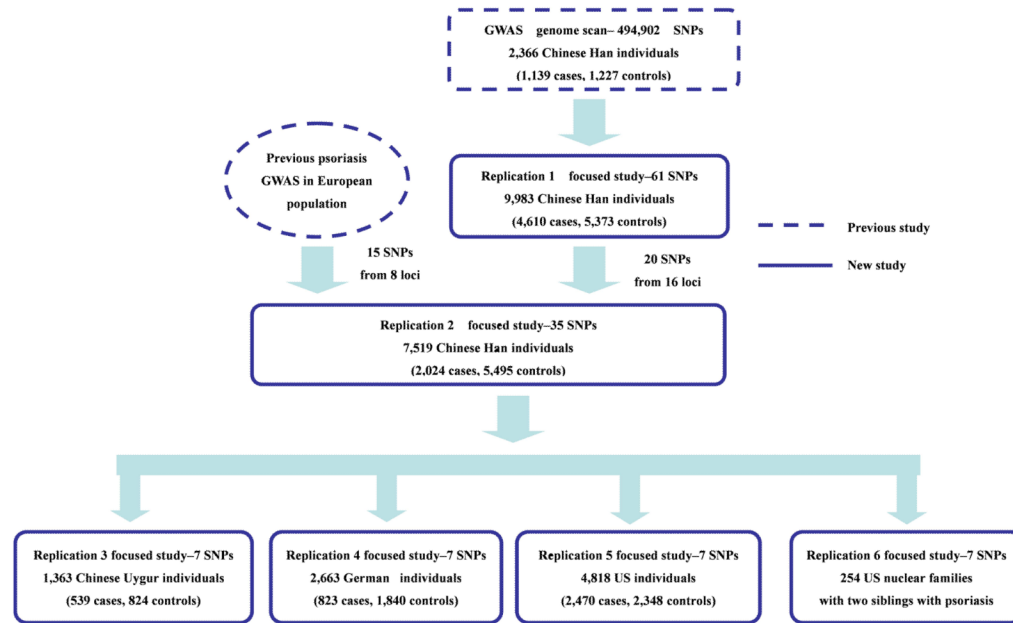 GWAS genome scan– 494,902 SNPs
2,366 Chinese Han individuals
(1,139 cases, 1,227 controls)
Previous psoriasis
GWAS in European
population
Replication 1 focused study–61 SNPs
9,983 Chinese Han individuals
(4,610 cases, 5,373 controls)
Previous study
New study
15 SNPs
from 8 loci
20 SNPs
from 16 loci
Replication 2 focused study–35 SNPs
7,519 Chinese Han individuals
(2,024 cases, 5,495 controls)
Replication 3 focused study–7 SNPs
1,363 Chinese Uygur individuals
(539 cases, 824 controls)
Replication 4 focused study–7 SNPs
2,663 German individuals
(823 cases, 1,840 controls)
Replication 5 focused study–7 SNPs
4,818 US individuals
(2,470 cases, 2,348 controls)
Replication 6 focused study–7 SNPs
254 US nuclear families
with two siblings with psoriasis